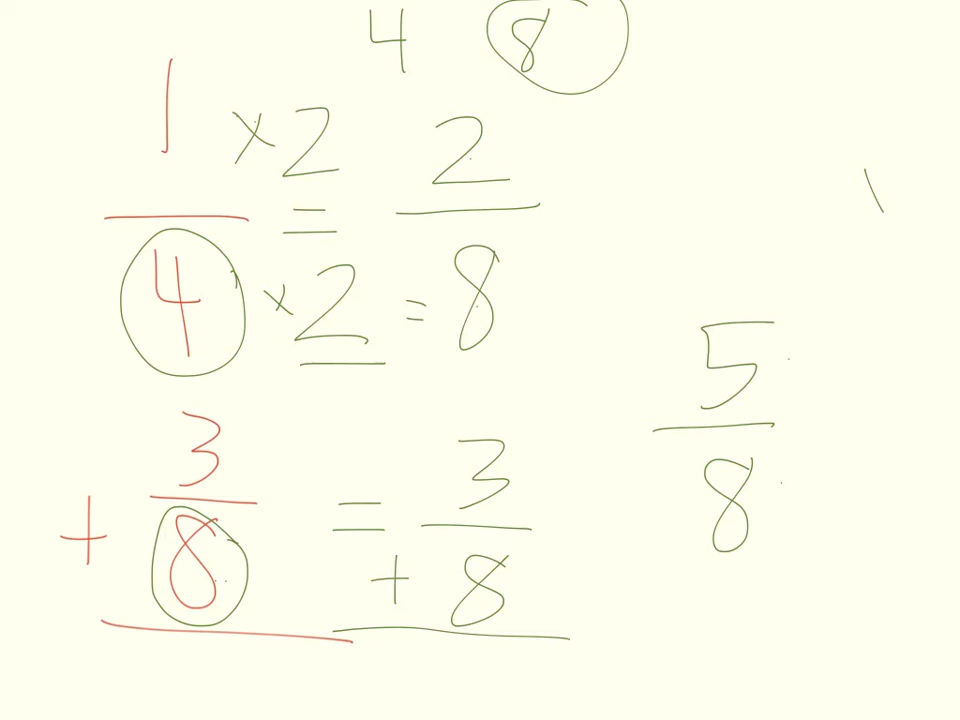 4 8
1 × 2 2
— = —
4 × 2 = 8
3 = 3
+ 8 + 8
5
8